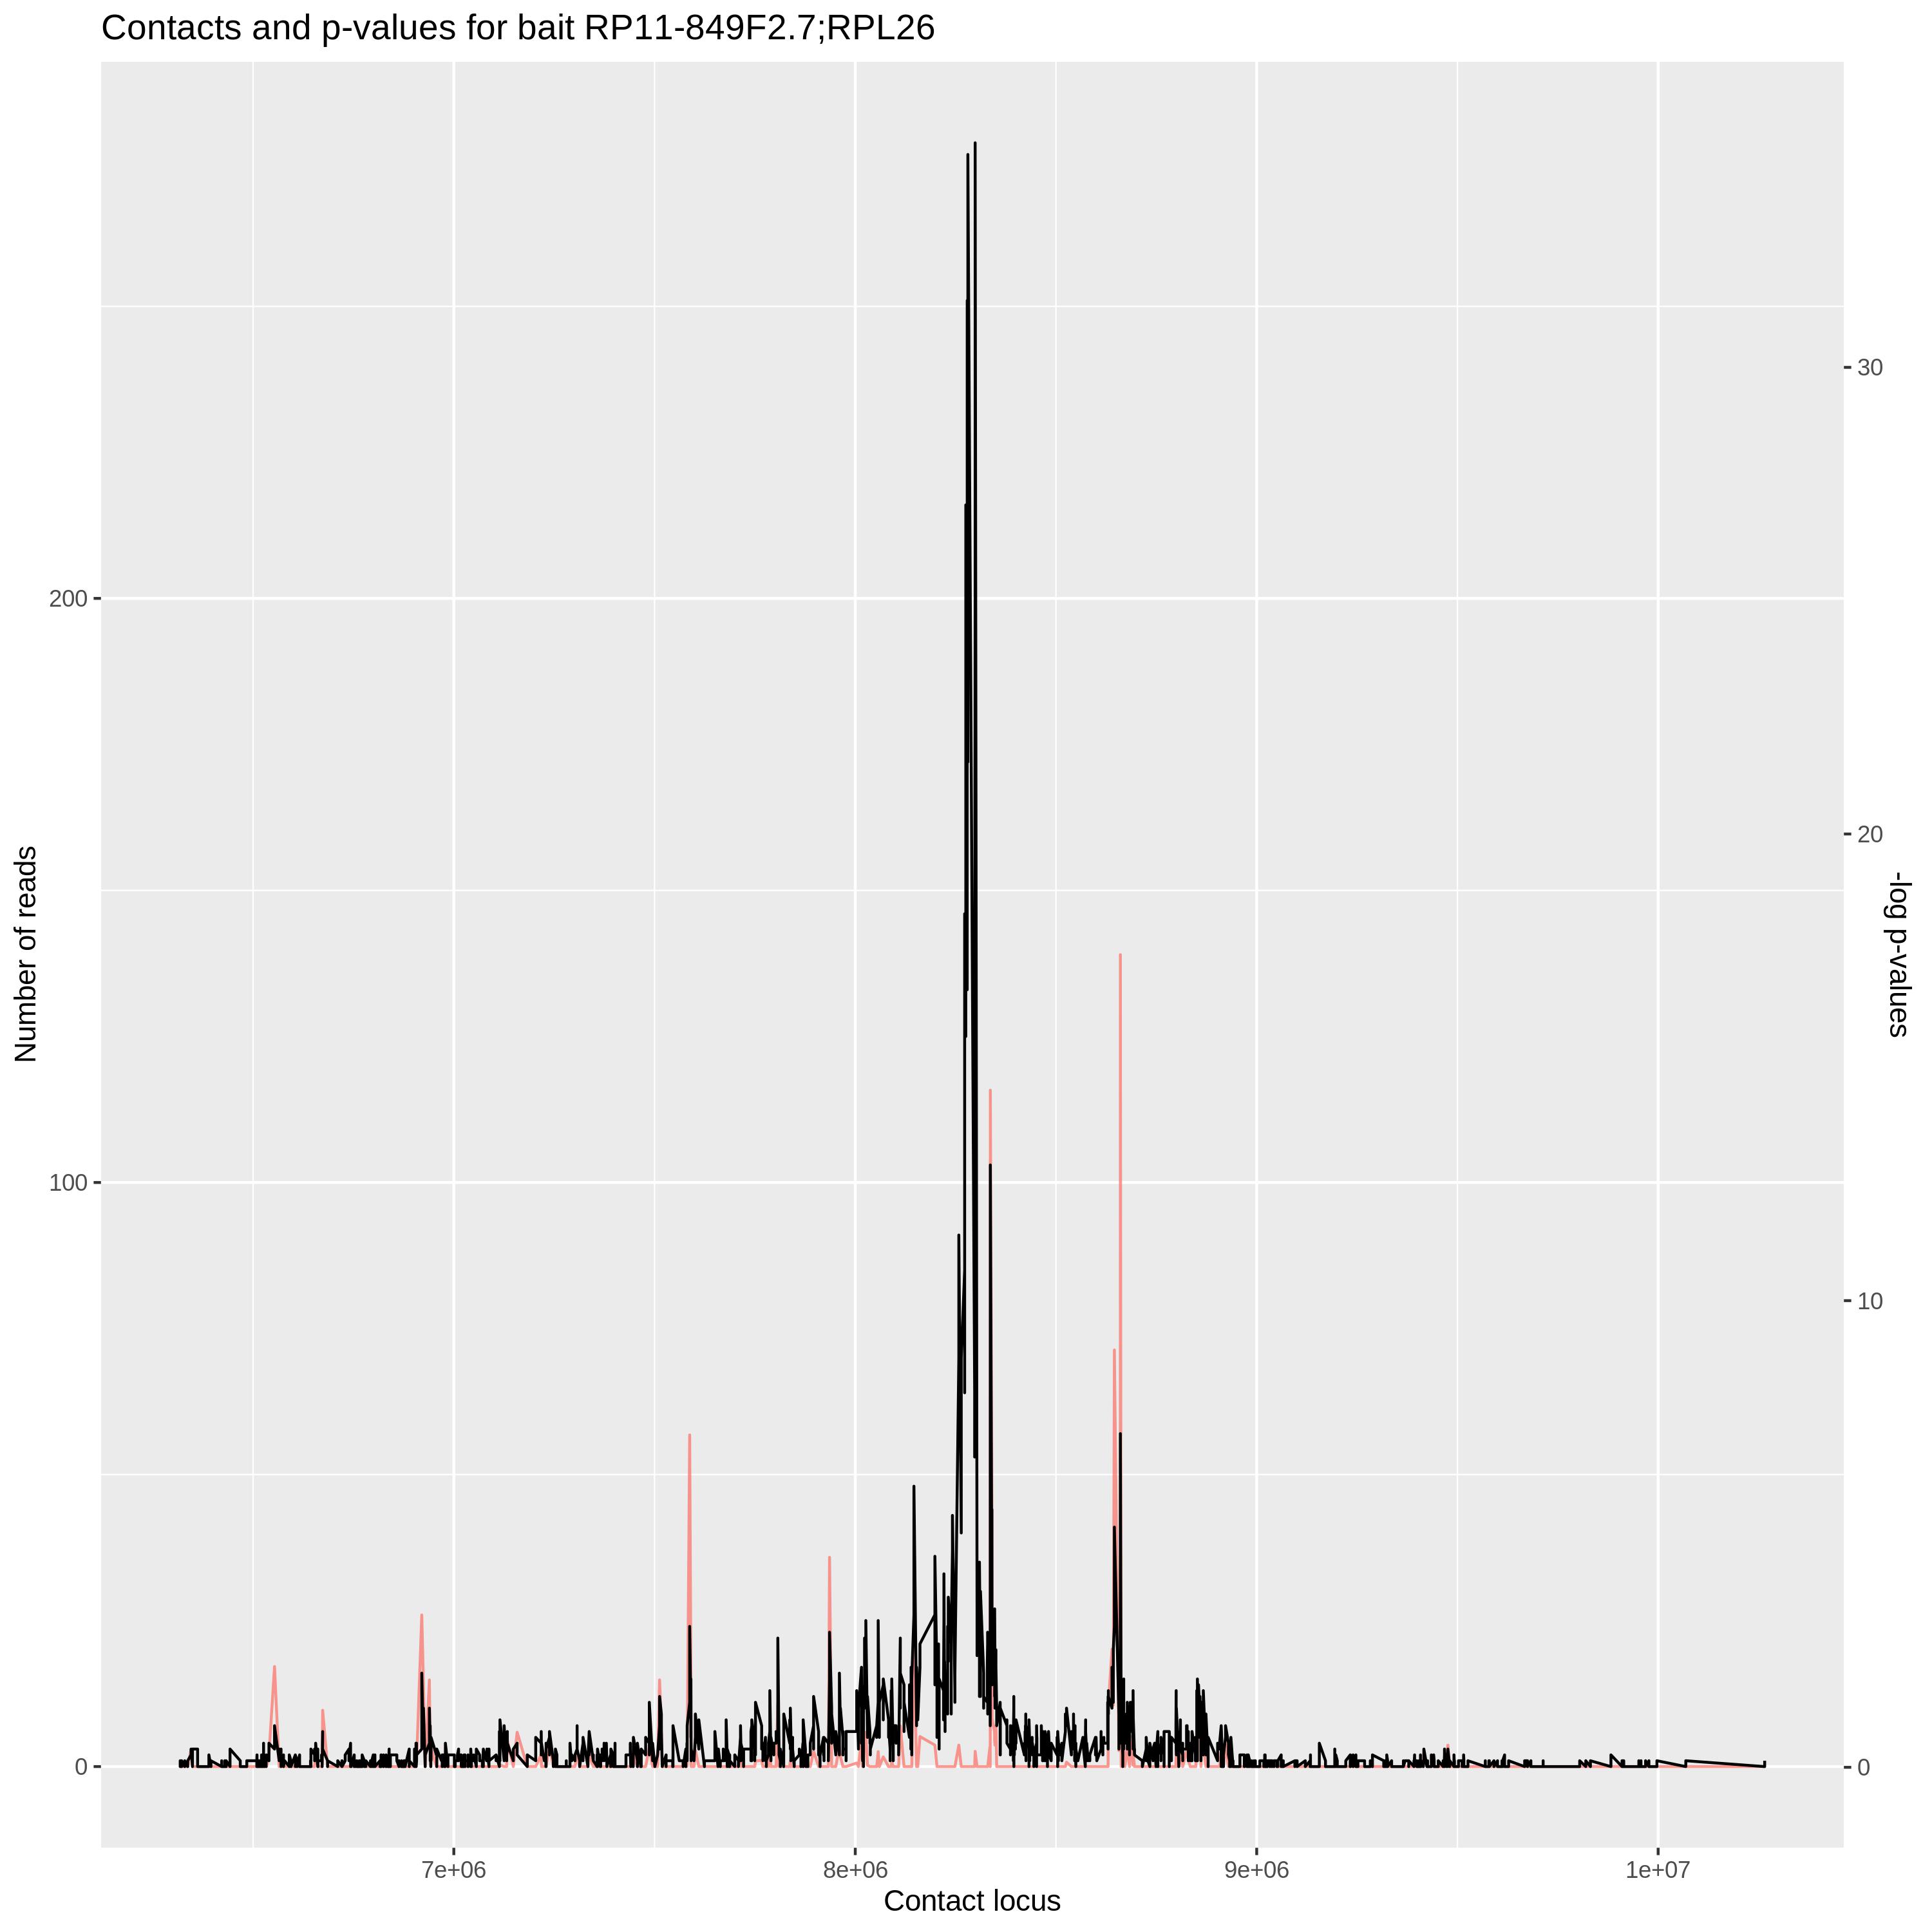 Contacts and p-values for bait RP11-849F2.7;RPL26
Number of reads
200
100
0
30
20
10
0
-log p-values
7e+06
8e+06
9e+06
1e+07
Contact locus